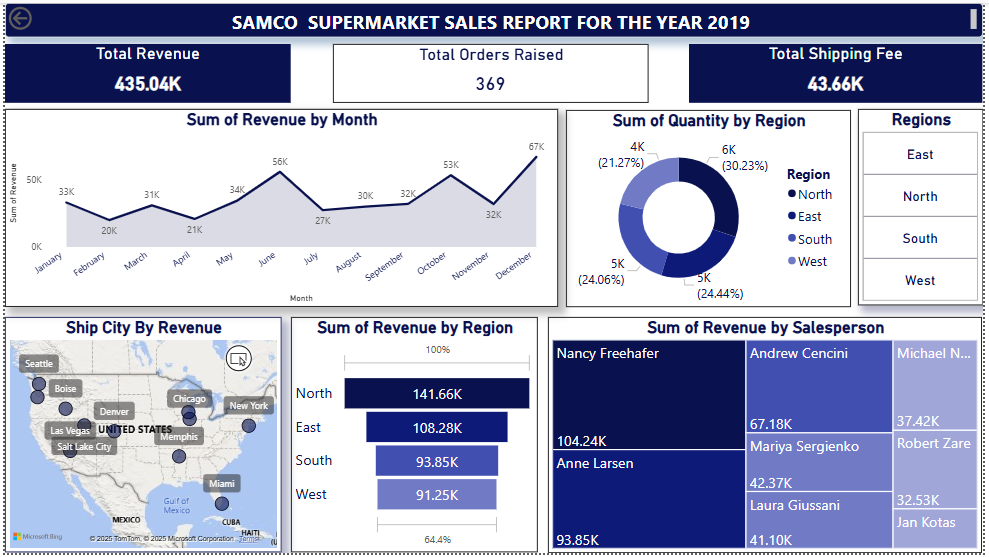 SAMCO SUPERMARKET SALES REPORT FOR THE YEAR 2019
Total Revenue
435.04K
Total Orders Raised
369
Total Shipping Fee
43.66K
Sum of Revenue by Month
Sum of Revenue
50K
0K
33K
20K
31K
21K
34K
56K
27K
30K
32K
53K
32K
67K
January
February
March
April
May
June
July
August
September
October
November
December
Month
Sum of Quantity by Region
4K
(21.27%)
6K
(30.23%)
5K
(24.06%)
5K
(24.44%)
Region
North
East
South
West
Regions
East
North
South
West
Ship City By Revenue
Seattle
Boise
Chicago
New York
Denver
Las Vegas
UNITED STATES
Salt Lake City
Memphis
Miami
Gulf of
Mexico
MEXICO
CUBA
HAITI
Microsoft Bing
© 2025 TomTom, © 2025 Microsoft Corporation
Terms
Sum of Revenue by Region
100%
North
141.66K
East
108.28K
South
93.85K
West
91.25K
64.4%
Sum of Revenue by Salesperson
Nancy Freehafer
104.24K
Anne Larsen
93.85K
Andrew Cencini
67.18K
Mariya Sergienko
42.37K
Laura Giussani
41.10K
Michael N...
37.42K
Robert Zare
32.53K
Jan Kotas